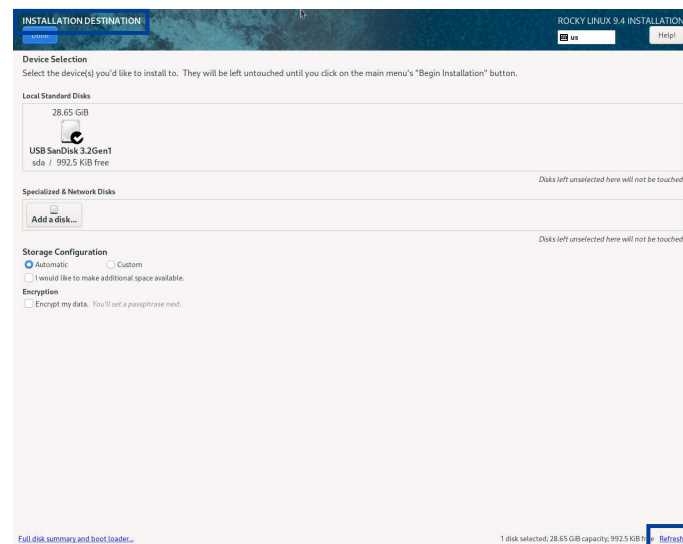 INSTALLATION DESTINATION
ROCKY LINUX 9.4 INSTALLATION
Done
us
Help!
Device Selection
Select the device(s) you'd like to install to. They will be left untouched until you click on the main menu's "Begin Installation" button.
Local Standard Disks
28.65 GiB
USB SanDisk 3.2Gen1
sda / 992.5 KiB free
Disks left unselected here will not be touched
Specialized & Network Disks
Add a disk...
Disks left unselected here will not be touched
Storage Configuration
Automatic Custom
I would like to make additional space available.
Encryption
Encrypt my data. You'll set a passphrase next.
Full disk summary and boot loader...
1 disk selected; 28.65 GiB capacity; 992.5 KiB free Refresh